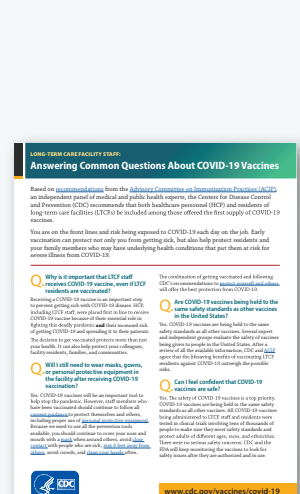 LONG-TERM CARE FACILITY STAFF:
Answering Common Questions About COVID-19 Vaccines
Based on recommendations from the Advisory Committee on Immunization Practices (ACIP),
an independent panel of medical and public health experts, the Centers for Disease Control
and Prevention (CDC) recommends that both healthcare personnel (HCP) and residents of
long-term care facilities (LTCFs) be included among those offered the first supply of COVID-19
vaccines.
You are on the front lines and risk being exposed to COVID-19 each day on the job. Early
vaccination can protect not only you from getting sick, but also help protect residents and
your family members who may have underlying health conditions that put them at risk for
severe illness from COVID-19.
Q. Why is it important that LTCF staff
receives COVID-19 vaccine, even if LTCF
residents are vaccinated?
Receiving a COVID-19 vaccine is an important step
to prevent getting sick with COVID-19 disease. HCP,
including LTCF staff, were placed first in line to receive
COVID-19 vaccine because of their essential role in
fighting this deadly pandemic and their increased risk
of getting COVID-19 and spreading it to their patients.
The decision to get vaccinated protects more than just
your health. It can also help protect your colleagues,
facility residents, families, and communities.
Q. Will I still need to wear masks, gowns,
or personal protective equipment in
the facility after receiving COVID-19
vaccination?
Yes. COVID-19 vaccines will be an important tool to
help stop the pandemic. However, staff members who
have been vaccinated should continue to follow all
current guidance to protect themselves and others,
including proper use of personal protective equipment.
Because we need to use all the prevention tools
available, you should continue to cover your nose and
mouth with a mask when around others, avoid close
contact with people who are sick, stay 6 feet away from
others, avoid crowds, and clean your hands often.
The combination of getting vaccinated and following
CDC's recommendations to protect yourself and others
will offer the best protection from COVID-19.
Q. Are COVID-19 vaccines being held to the
same safety standards as other vaccines
in the United States?
Yes. COVID-19 vaccines are being held to the same
safety standards as all other vaccines. Several expert
and independent groups evaluate the safety of vaccines
being given to people in the United States. After a
review of all the available information, CDC and ACIP
agree that the lifesaving benefits of vaccinating LTCF
residents against COVID-19 outweigh the possible
risks.
Q. Can I feel confident that COVID-19
vaccines are safe?
Yes. The safety of COVID-19 vaccines is a top priority.
COVID-19 vaccines are being held to the same safety
standards as all other vaccines. All COVID-19 vaccines
being administered to LTCF staff and residents were
tested in clinical trials involving tens of thousands of
people to make sure they meet safety standards and
protect adults of different ages, races, and ethnicities.
There were no serious safety concerns. CDC and the
FDA will keep monitoring the vaccines to look for
safety issues after they are authorized and in use.
CDC
www.cdc.gov/vaccines/covid-19